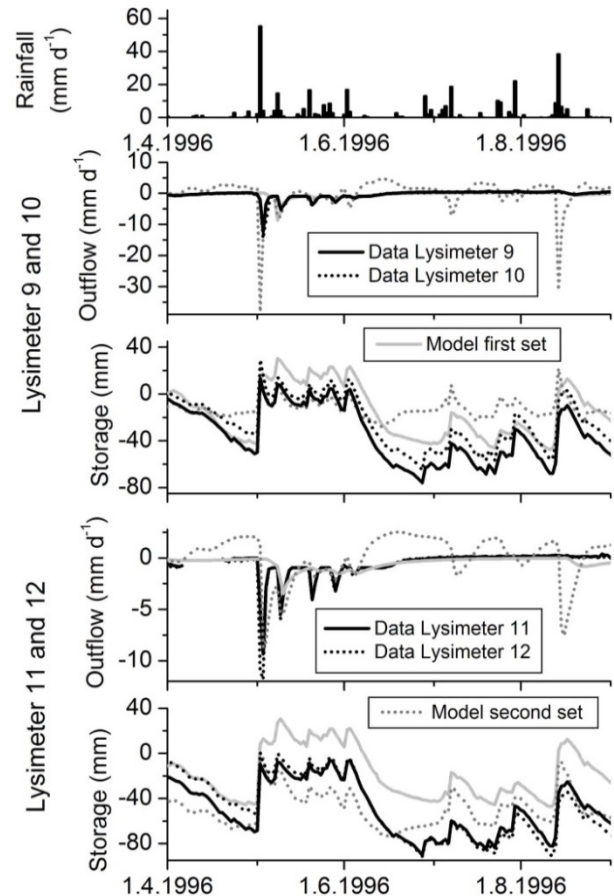 Rainfall
(mm d⁻¹)
60
40
20
0
1.4.1996
1.6.1996
1.8.1996
Lysimeter 9 and 10
Outflow (mm d⁻¹)
10
0
-10
-20
-30
Data Lysimeter 9
Data Lysimeter 10
Storage (mm)
40
0
-40
-80
Model first set
Lysimeter 11 and 12
Outflow (mm d⁻¹)
0
-5
-10
Data Lysimeter 11
Data Lysimeter 12
Storage (mm)
40
0
-40
-80
Model second set
1.4.1996
1.6.1996
1.8.1996